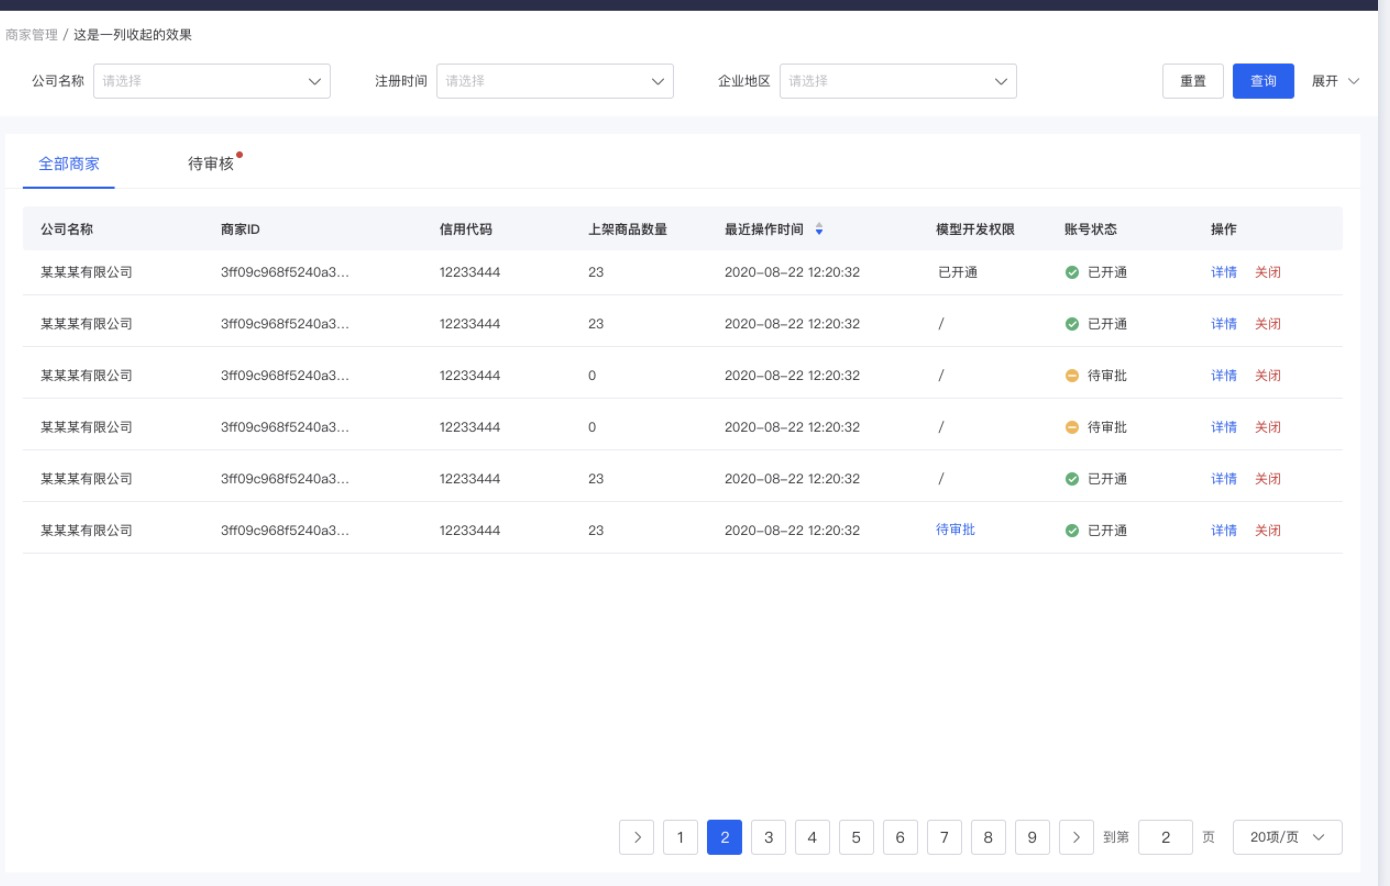 商家管理 / 这是一列收起的效果
公司名称 请选择 注册时间 请选择 企业地区 请选择 重置 查询 展开
全部商家 待审核
公司名称 商家ID 信用代码 上架商品数量 最近操作时间 模型开发权限 账号状态 操作
某某某有限公司 3ff09c968f5240a3... 12233444 23 2020-08-22 12:20:32 已开通 已开通 详情 关闭
某某某有限公司 3ff09c968f5240a3... 12233444 23 2020-08-22 12:20:32 / 已开通 详情 关闭
某某某有限公司 3ff09c968f5240a3... 12233444 0 2020-08-22 12:20:32 / 待审批 详情 关闭
某某某有限公司 3ff09c968f5240a3... 12233444 0 2020-08-22 12:20:32 / 待审批 详情 关闭
某某某有限公司 3ff09c968f5240a3... 12233444 23 2020-08-22 12:20:32 / 已开通 详情 关闭
某某某有限公司 3ff09c968f5240a3... 12233444 23 2020-08-22 12:20:32 待审批 已开通 详情 关闭
1 2 3 4 5 6 7 8 9 到第 2 页 20项/页